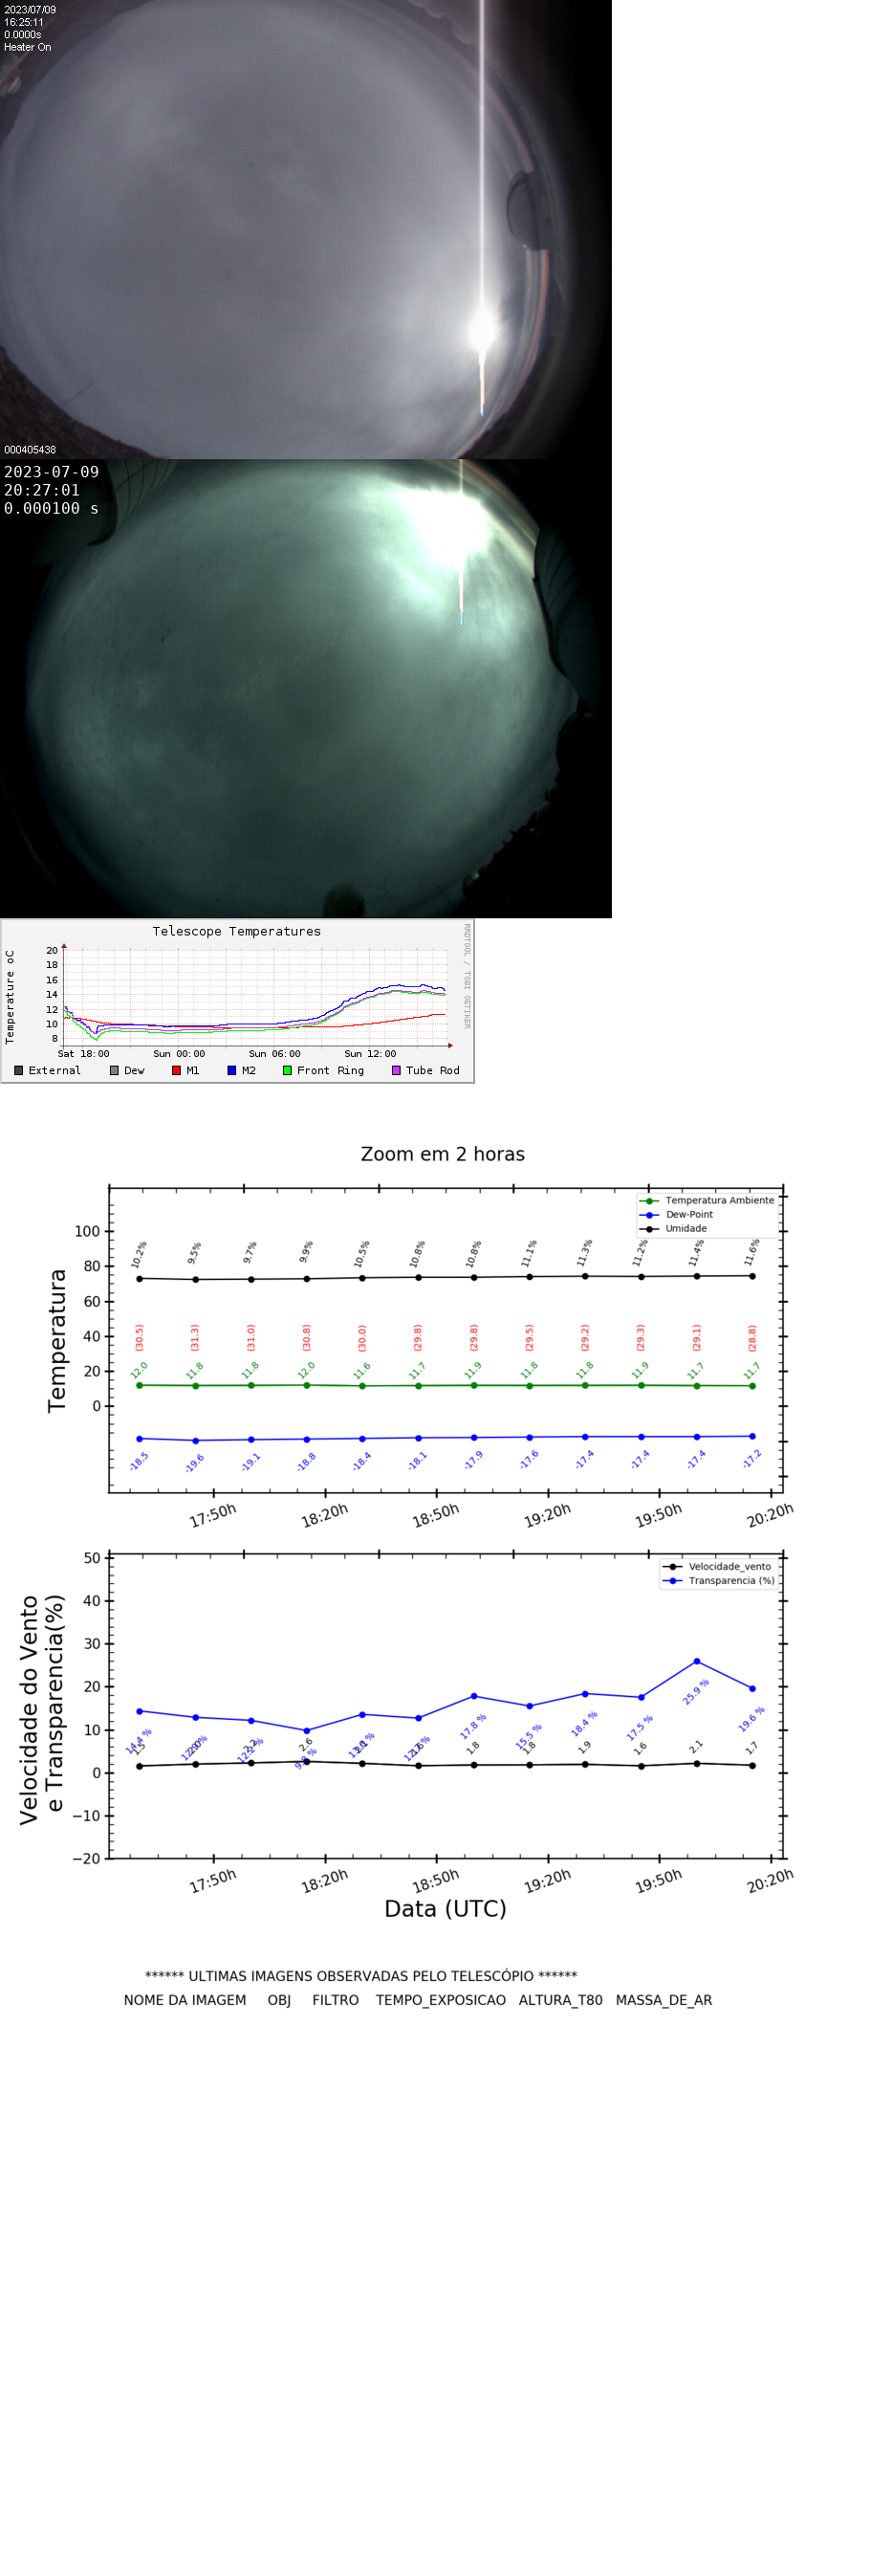 2023/07/09
16:25:11
0.0000s
Heater On
000405438
2023-07-09
20:27:01
0.000100 s
Telescope Temperatures
RRDTOOL / TOBI OETIKER
Temperature oC
20
18
16
14
12
10
8
Sat 18:00 Sun 00:00 Sun 06:00 Sun 12:00
External Dew M1 M2 Front Ring Tube Rod
Zoom em 2 horas
Temperatura
Temperatura Ambiente
Dew-Point
Umidade
100
80
60
40
20
0
10.2% 9.5% 9.7% 9.9% 10.5% 10.8% 10.8% 11.1% 11.3% 11.2% 11.4% 11.6%
(30.5) (31.3) (31.0) (30.8) (30.0) (29.8) (29.8) (29.5) (29.2) (29.3) (29.1) (28.8)
12.0 11.8 11.8 12.0 11.6 11.7 11.9 11.8 11.8 11.9 11.7 11.7
-18.5 -19.6 -19.1 -18.8 -18.4 -18.1 -17.9 -17.6 -17.4 -17.4 -17.4 -17.2
17:50h 18:20h 18:50h 19:20h 19:50h 20:20h
Velocidade do Vento
e Transparencia(%)
Velocidade_vento
Transparencia (%)
50
40
30
20
10
0
−10
−20
14.4 % 17.8 % 15.5 % 18.4 % 17.5 % 25.9 % 19.6 %
2.6 1.8 1.8 1.9 1.6 2.1 1.7
17:50h 18:20h 18:50h 19:20h 19:50h 20:20h
Data (UTC)
****** ULTIMAS IMAGENS OBSERVADAS PELO TELESCÓPIO ******
NOME DA IMAGEM OBJ FILTRO TEMPO_EXPOSICAO ALTURA_T80 MASSA_DE_AR